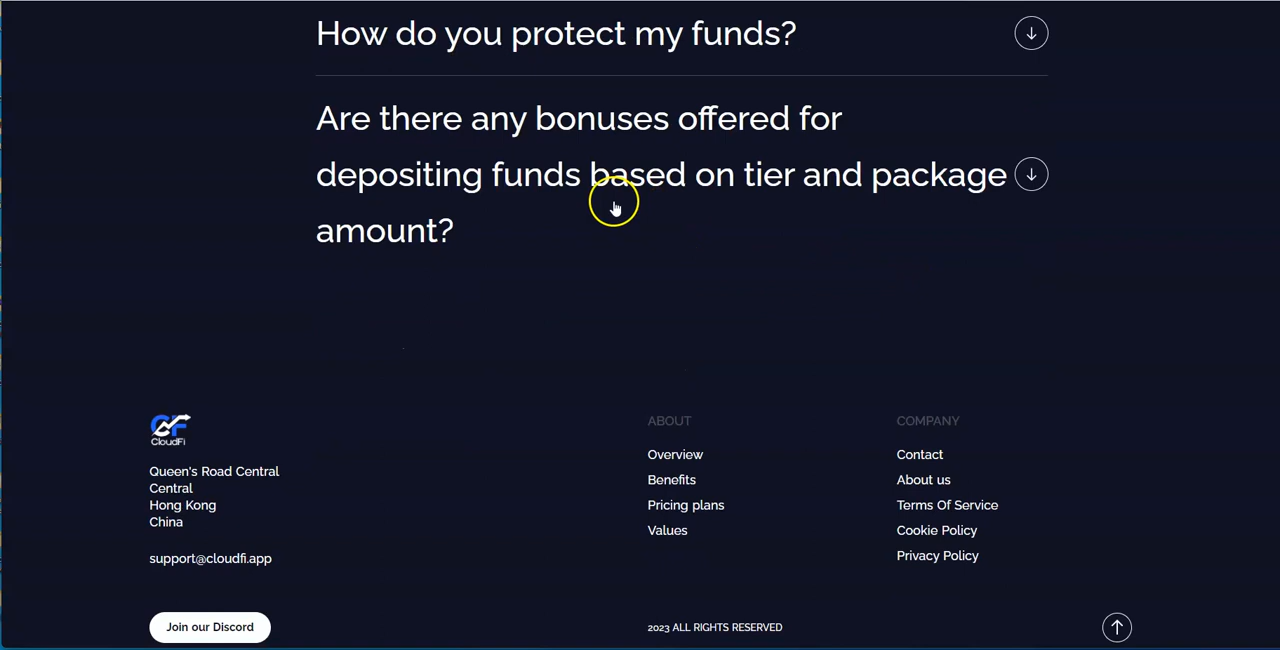 How do you protect my funds?
Are there any bonuses offered for
depositing funds based on tier and package
amount?
CF
CloudFi
Queen's Road Central
Central
Hong Kong
China
support@cloudfi.app
Join our Discord
ABOUT
Overview
Benefits
Pricing plans
Values
COMPANY
Contact
About us
Terms Of Service
Cookie Policy
Privacy Policy
2023 ALL RIGHTS RESERVED